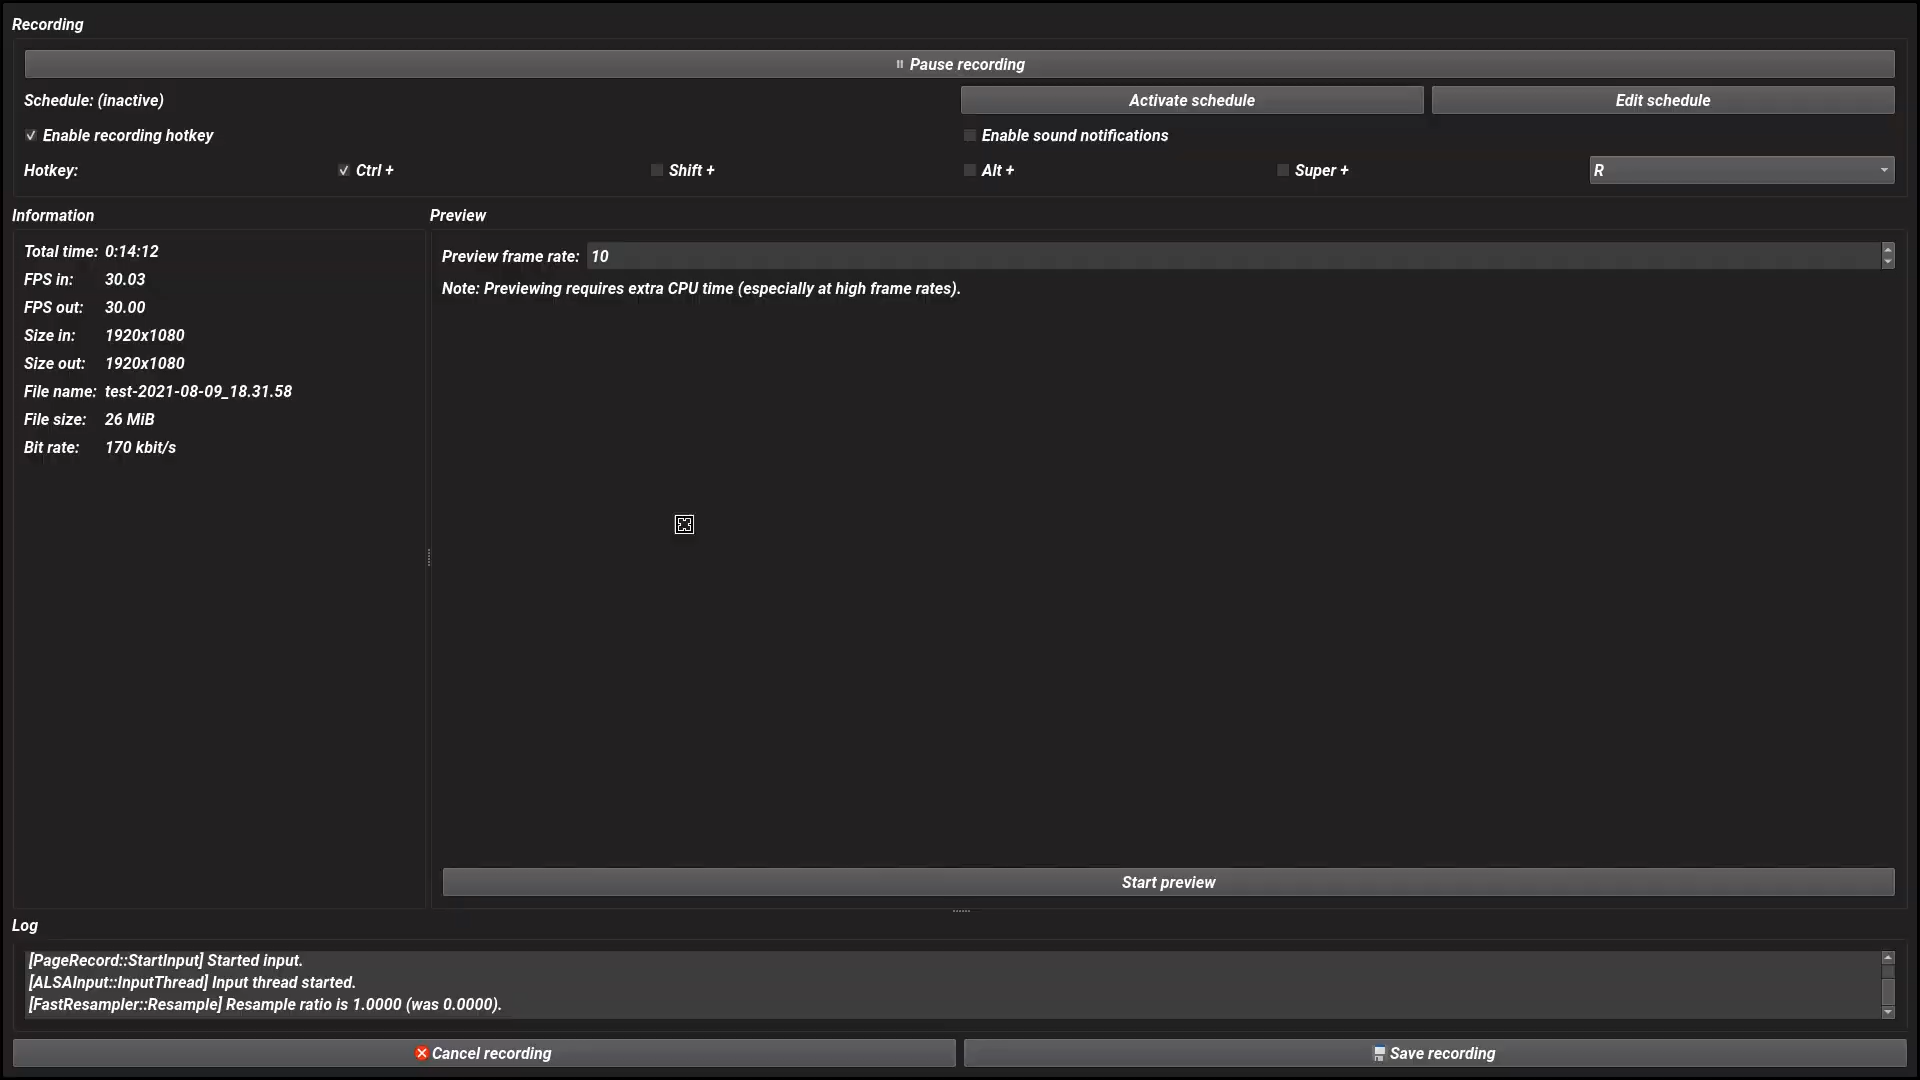 Recording
Pause recording
Schedule: (inactive)
Activate schedule
Edit schedule
Enable recording hotkey
Enable sound notifications
Hotkey:
Ctrl +
Shift +
Alt +
Super +
R
Information
Total time: 0:14:12
FPS in: 30.03
FPS out: 30.00
Size in: 1920x1080
Size out: 1920x1080
File name: test-2021-08-09_18.31.58
File size: 26 MiB
Bit rate: 170 kbit/s
Preview
Preview frame rate: 10
Note: Previewing requires extra CPU time (especially at high frame rates).
Start preview
Log
[PageRecord::StartInput] Started input.
[ALSAInput::InputThread] Input thread started.
[FastResampler::Resample] Resample ratio is 1.0000 (was 0.0000).
Cancel recording
Save recording